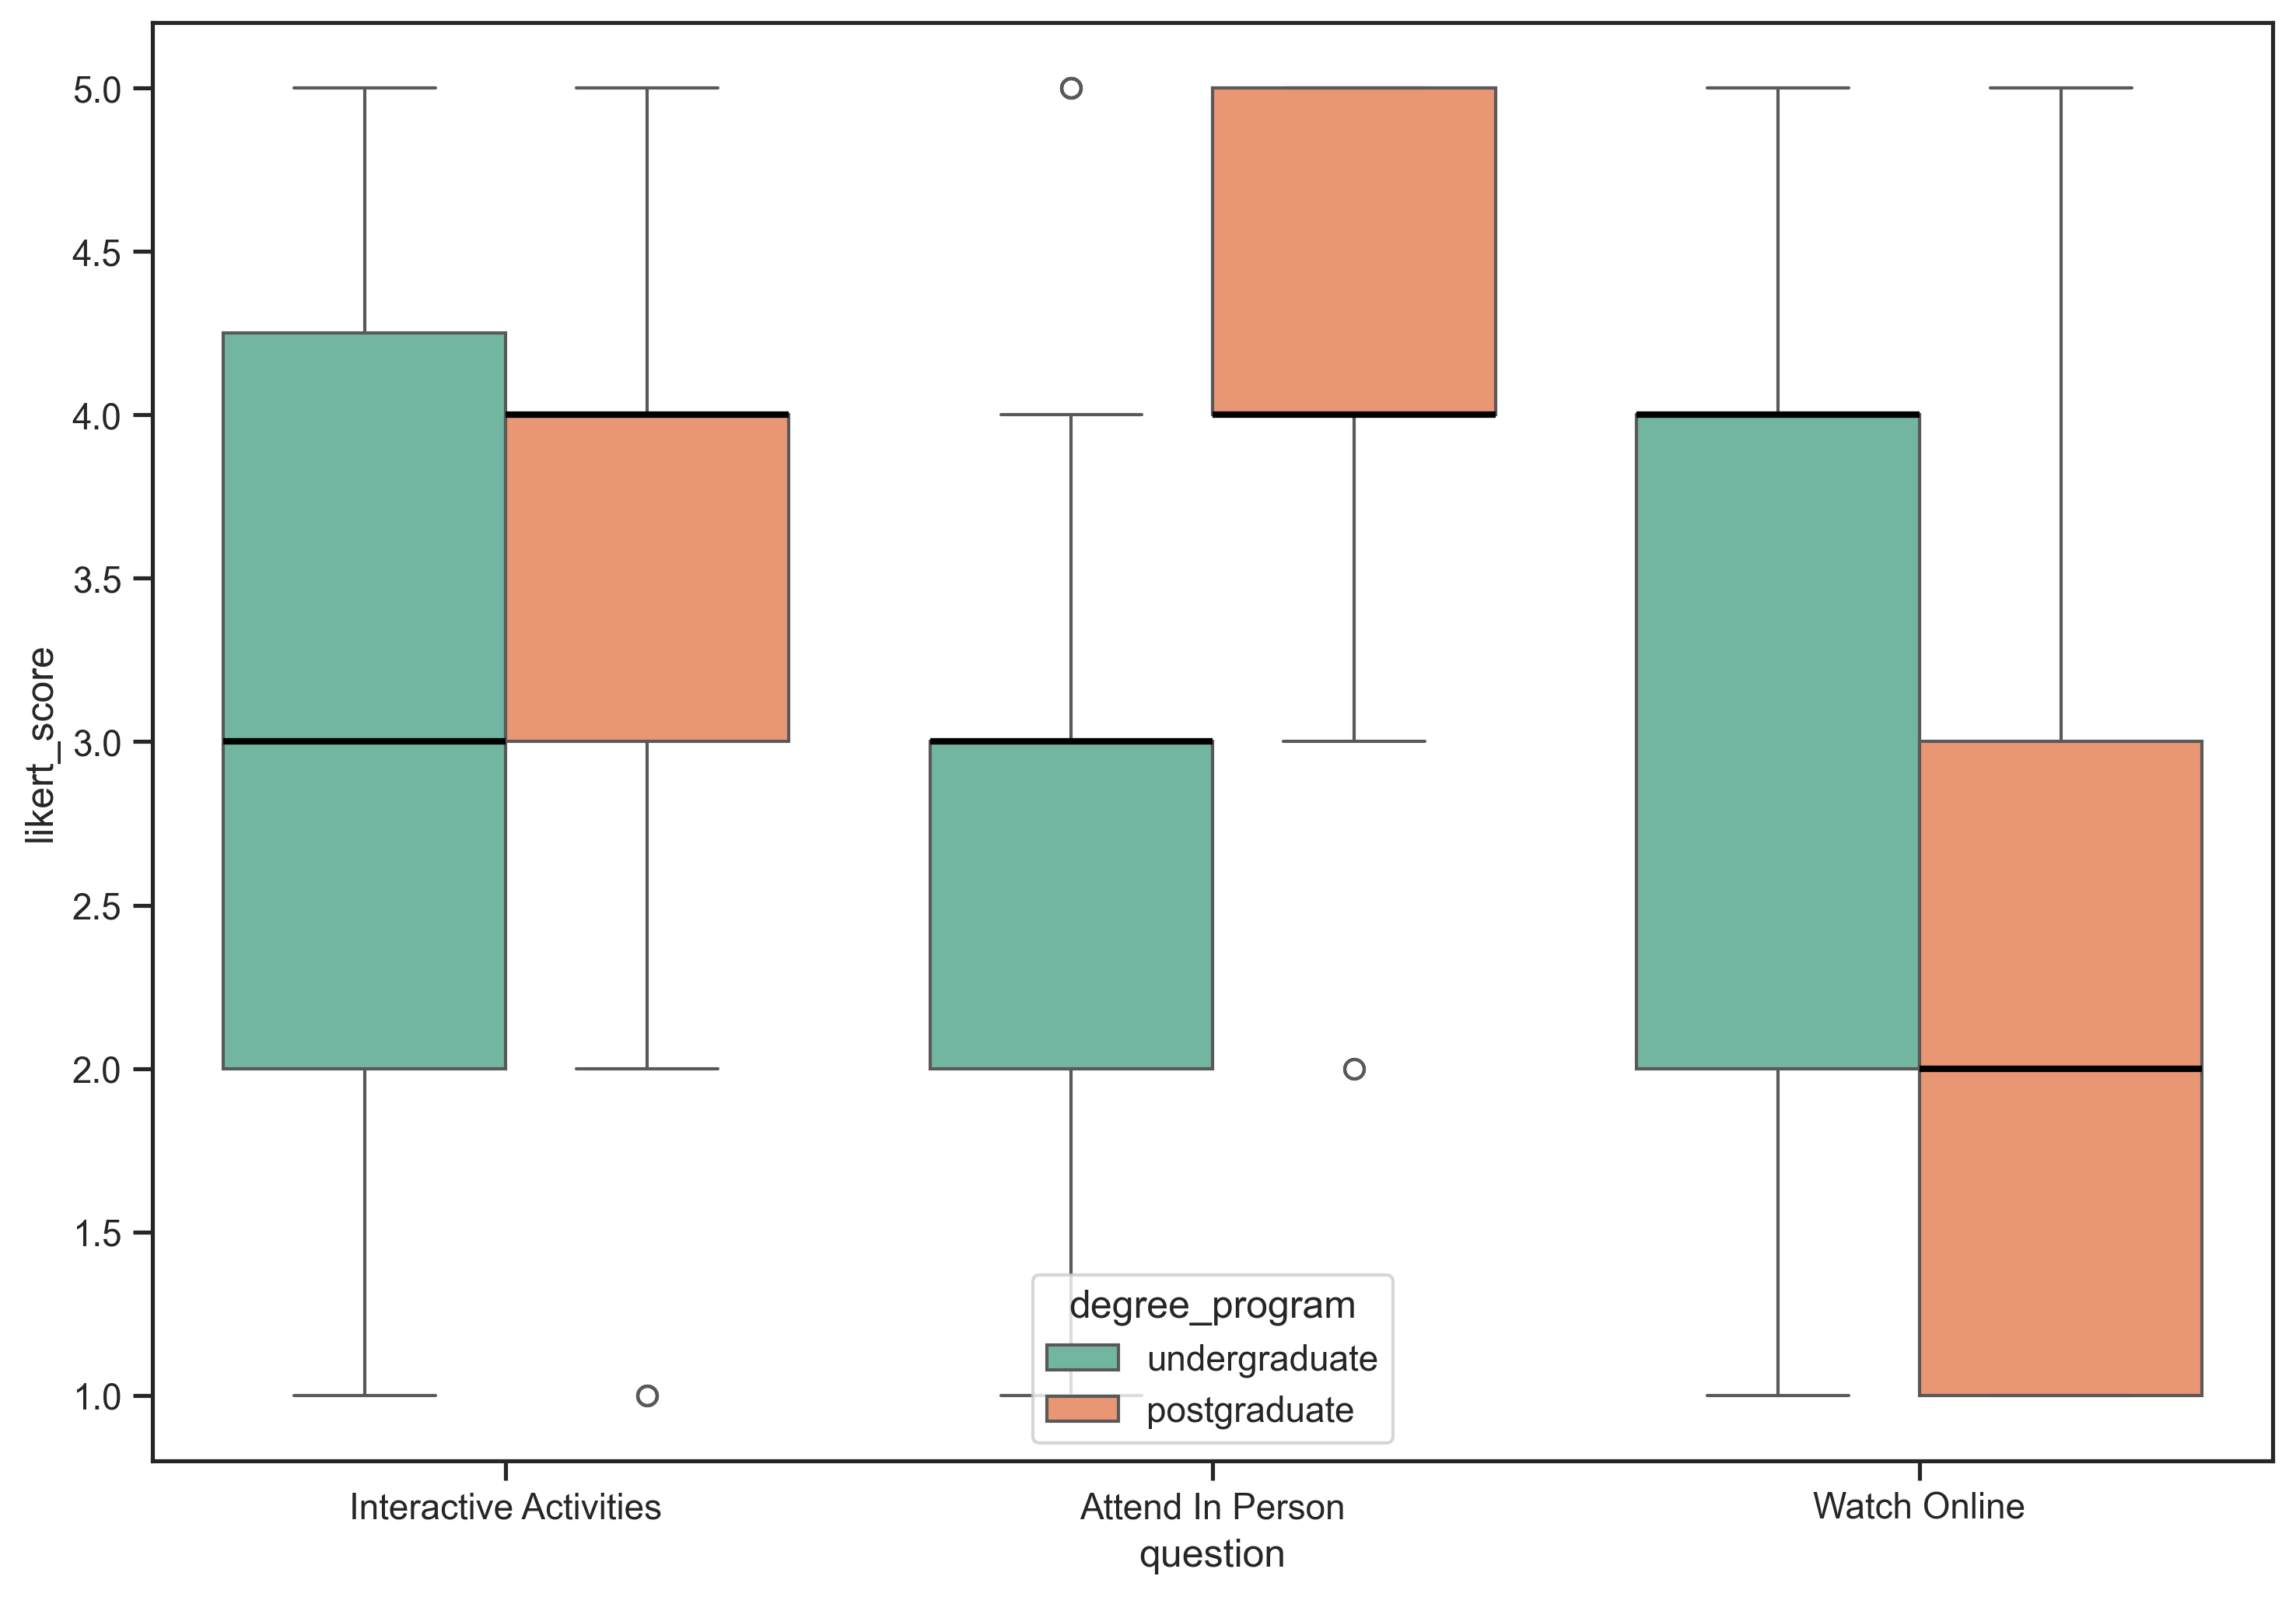 5.0
4.5
4.0
3.5
3.0
2.5
2.0
1.5
1.0
likert_score
degree_program
undergraduate
postgraduate
Interactive Activities
Attend In Person
Watch Online
question